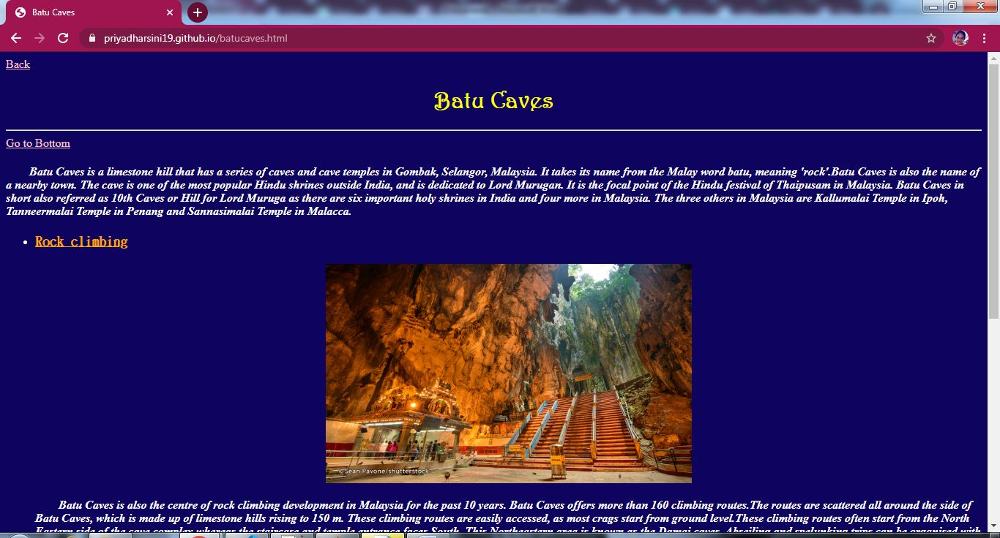 Batu Caves
priyadharsini19.github.io/batucaves.html
Back
Batu Caves
Go to Bottom
Batu Caves is a limestone hill that has a series of caves and cave temples in Gombak, Selangor, Malaysia. It takes its name from the Malay word batu, meaning 'rock'.Batu Caves is also the name of
a nearby town. The cave is one of the most popular Hindu shrines outside India, and is dedicated to Lord Murugan. It is the focal point of the Hindu festival of Thaipusam in Malaysia. Batu Caves in
short also referred as 10th Caves or Hill for Lord Muruga as there are six important holy shrines in India and four more in Malaysia. The three others in Malaysia are Kallumalai Temple in Ipoh,
Tanneermalai Temple in Penang and Sannasimalai Temple in Malacca.
• Rock climbing
©Sean Pavone/shutterstock
Batu Caves is also the centre of rock climbing development in Malaysia for the past 10 years. Batu Caves offers more than 160 climbing routes.The routes are scattered all around the side of
Batu Caves, which is made up of limestone hills rising to 150 m. These climbing routes are easily accessed, as most crags start from ground level.These climbing routes often start from the North
Eastern side of the cave complex whereas the staircase and temple entrance faces South. This Northeastern area is known as the Damai caves. Abseiling and spelunking trips can be organised with